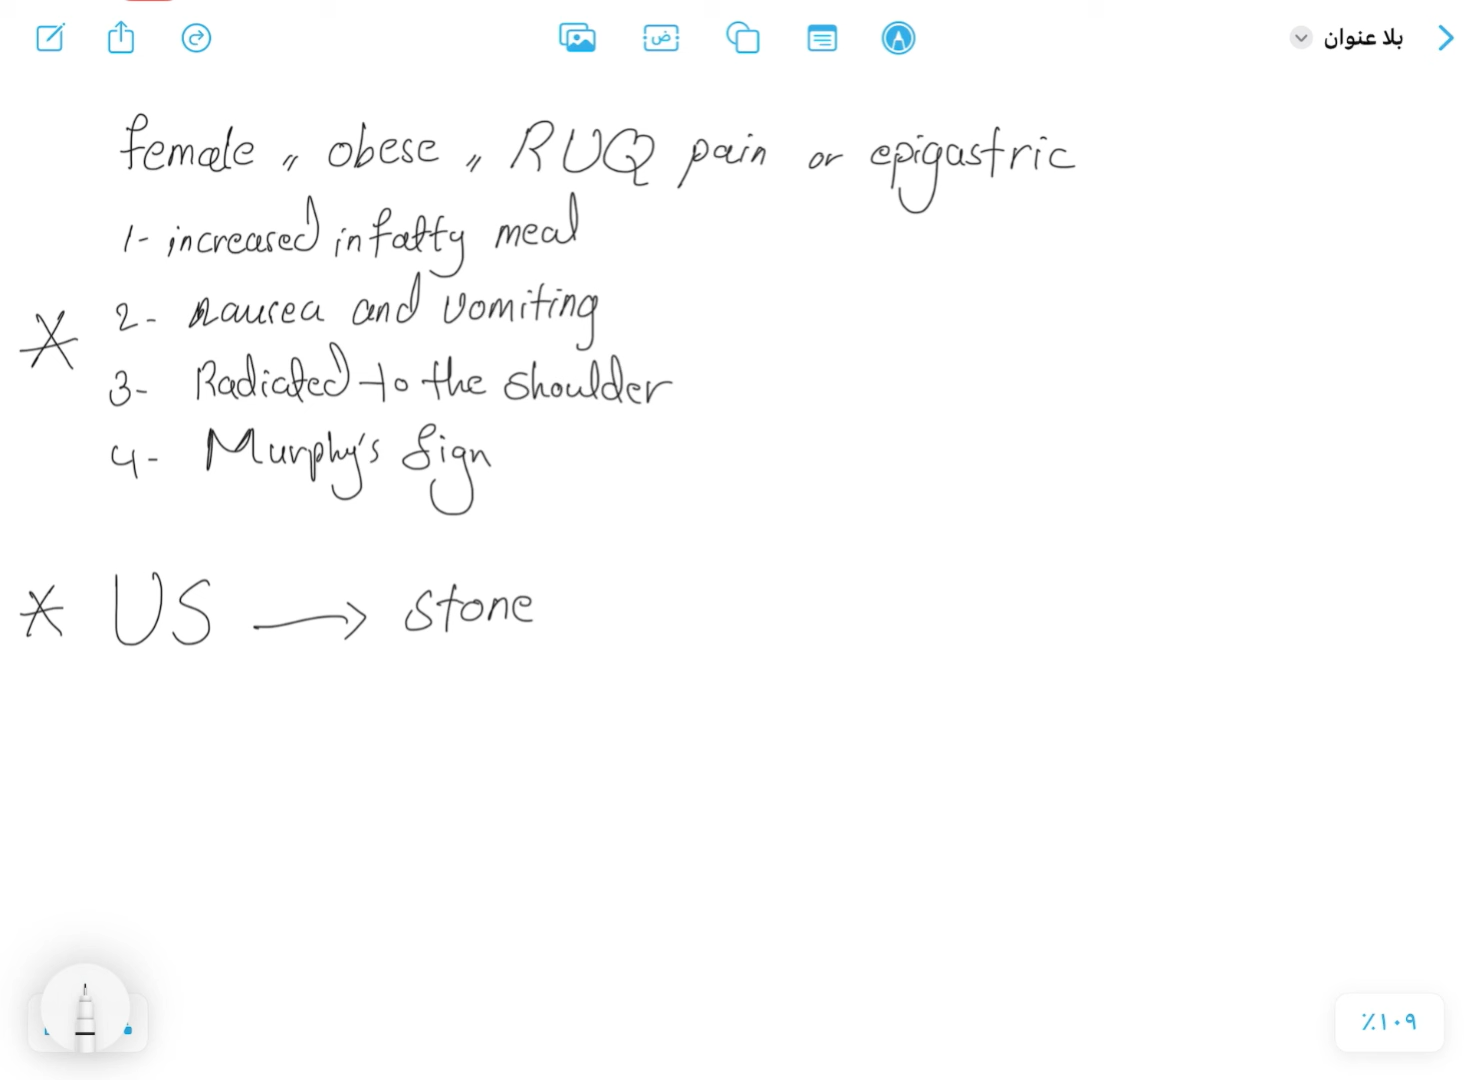 بلا عنوان
female ,, obese ,, RUQ pain or epigastric
1- increased in fatty meal
2- nausea and vomiting
3- Radiated to the shoulder
4- Murphy's sign
* US → stone
٪١٠٩